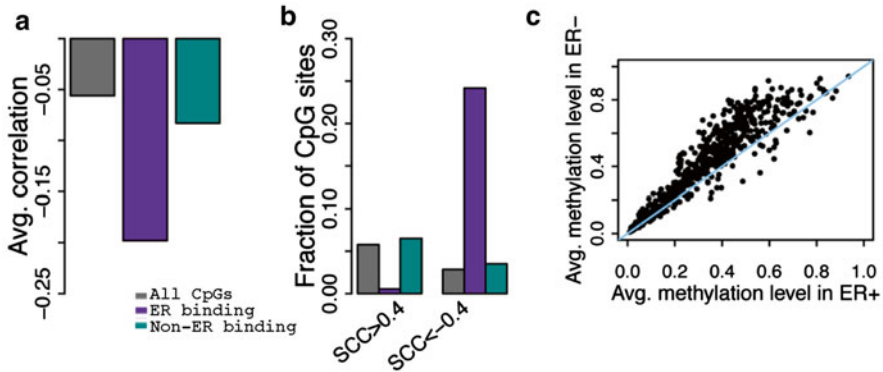 a
Avg. correlation
−0.05
−0.15
−0.25
All CpGs
ER binding
Non-ER binding
b
Fraction of CpG sites
0.30
0.20
0.10
0.00
SCC>0.4
SCC<−0.4
c
Avg. methylation level in ER−
0.8
0.4
0.0
0.0 0.2 0.4 0.6 0.8 1.0
Avg. methylation level in ER+